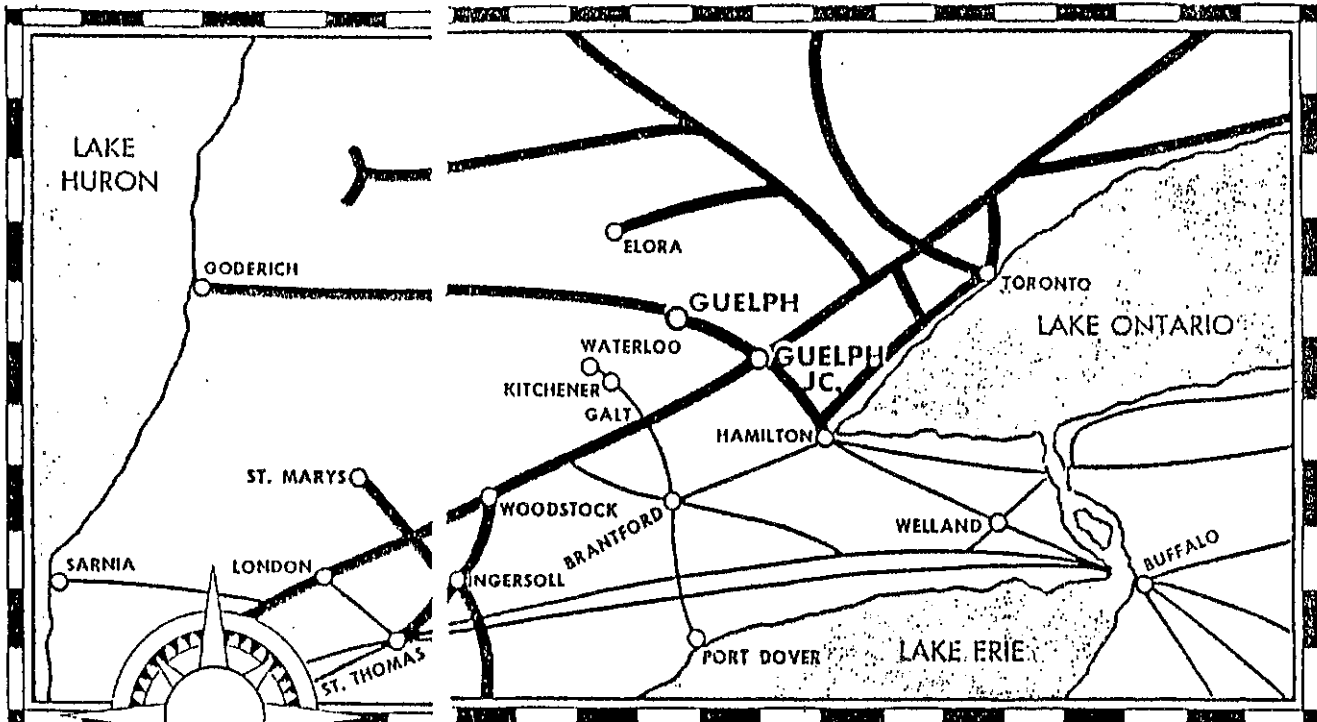 LAKE
HURON
ELORA
GODERICH
GUELPH
TORONTO
LAKE ONTARIO
WATERLOO
GUELPH
JC.
KITCHENER
GALT
HAMILTON
ST. MARYS
WOODSTOCK
BRANTFORD
WELLAND
SARNIA
LONDON
INGERSOLL
BUFFALO
ST. THOMAS
PORT DOVER
LAKE ERIE